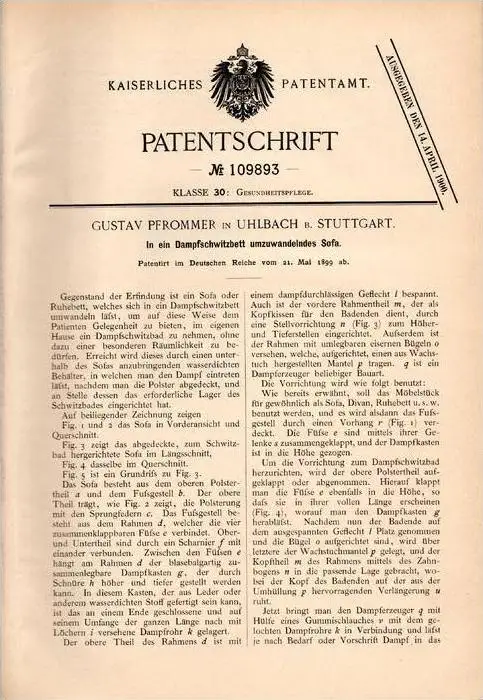 KAISERLICHES PATENTAMT.
AUSGEGEBEN DEN 14. APRIL 1900.
PATENTSCHRIFT
— № 109893 —
KLASSE 30: GESUNDHEITSPFLEGE.
GUSTAV PFROMMER IN UHLBACH B. STUTTGART.
In ein Dampfschwitzbett umzuwandelndes Sofa.
Patentirt im Deutschen Reiche vom 21. Mai 1899 ab.
Gegenstand der Erfindung ist ein Sofa oder
Ruhebett, welches sich in ein Dampfschwitzbett
umwandeln läfst, um auf diese Weise dem
Patienten Gelegenheit zu bieten, im eigenen
Hause ein Dampfschwitzbad zu nehmen, ohne
dazu einer besonderen Räumlichkeit zu be-
dürfen. Erreicht wird dieses durch einen unter-
halb des Sofas anzubringenden wasserdichten
Behälter, in welchen man den Dampf eintreten
läfst, nachdem man die Polster abgedeckt, und
an Stelle dessen das erforderliche Lager des
Schwitzbades eingerichtet hat.
Auf beiliegender Zeichnung zeigen
Fig. 1 und 2 das Sofa in Vorderansicht und
Querschnitt.
Fig. 3 zeigt das abgedeckte, zum Schwitz-
bad hergerichtete Sofa im Längsschnitt,
Fig. 4 dasselbe im Querschnitt.
Fig. 5 ist ein Grundrifs zu Fig. 3.
Das Sofa besteht aus dem oberen Polster-
theil a und dem Fufsgestell b. Der obere
Theil trägt, wie Fig. 2 zeigt, die Polsterung
mit den Sprungfedern c. Das Fufsgestell be-
steht aus dem Rahmen d, welcher die vier
zusammenklappbaren Füfse e verbindet. Ober-
und Untertheil sind durch ein Scharnier f mit
einander verbunden. Zwischen den Füfsen e
hängt am Rahmen d der blasebalgartig zu-
sammenlegbare Dampfkasten g, der durch
Schnüre h höher und tiefer gestellt werden
kann. In diesem Kasten, der aus Leder oder
anderem wasserdichten Stoff gefertigt sein kann,
ist das an einem Ende geschlossene und auf
seinem Umfange der ganzen Länge nach mit
Löchern i versehene Dampfrohr k gelagert.
Der obere Theil des Rahmens d ist mit
einem dampfdurchlässigen Geflecht l bespannt.
Auch ist der vordere Rahmentheil m, der als
Kopfkissen für den Badenden dient, durch
eine Stellvorrichtung n (Fig. 3) zum Höher-
und Tieferstellen eingerichtet. Aufserdem ist
der Rahmen mit umlegbaren eisernen Bügeln o
versehen, welche, aufgerichtet, einen aus Wachs-
tuch hergestellten Mantel p tragen. q ist ein
Dampferzeuger beliebiger Bauart.
Die Vorrichtung wird wie folgt benutzt:
Wie bereits erwähnt, soll das Möbelstück
für gewöhnlich als Sofa, Divan, Ruhebett u. s. w.
benutzt werden, und es wird alsdann das Fufs-
gestell durch einen Vorhang r (Fig. 1) ver-
deckt. Die Füfse e sind mittels ihrer Ge-
lenke s zusammengeklappt, und der Dampfkasten
ist in die Höhe gezogen.
Um die Vorrichtung zum Dampfschwitzbad
herzurichten, wird der obere Polstertheil auf-
geklappt oder abgenommen. Hierauf klappt
man die Füfse e ebenfalls in die Höhe, so
dafs sie in ihrer vollen Länge erscheinen
(Fig. 4), worauf man den Dampfkasten g
herabläfst. Nachdem nun der Badende auf
dem ausgespannten Geflecht l Platz genommen
und die Bügel o aufgerichtet sind, wird über
letztere der Wachstuchmantel p gelegt, und der
Kopftheil m des Rahmens mittels des Zahn-
bogens n in die passende Lage gebracht, wo-
bei der Kopf des Badenden auf der aus der
Umhüllung p hervorragenden Verlängerung u
ruht.
Jetzt bringt man den Dampferzeuger q mit
Hülfe eines Gummischlauches v mit dem ge-
lochten Dampfrohre k in Verbindung und läfst
je nach Bedarf oder Vorschrift Dampf in das